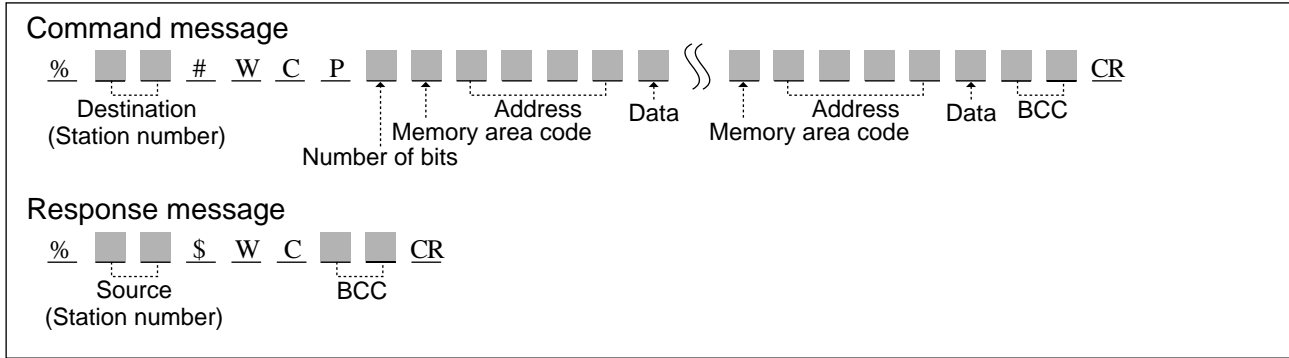 Command message
% # W C P CR
Destination Address Data Address Data BCC
(Station number) Memory area code Memory area code
Number of bits
Response message
% $ W C CR
Source BCC
(Station number)